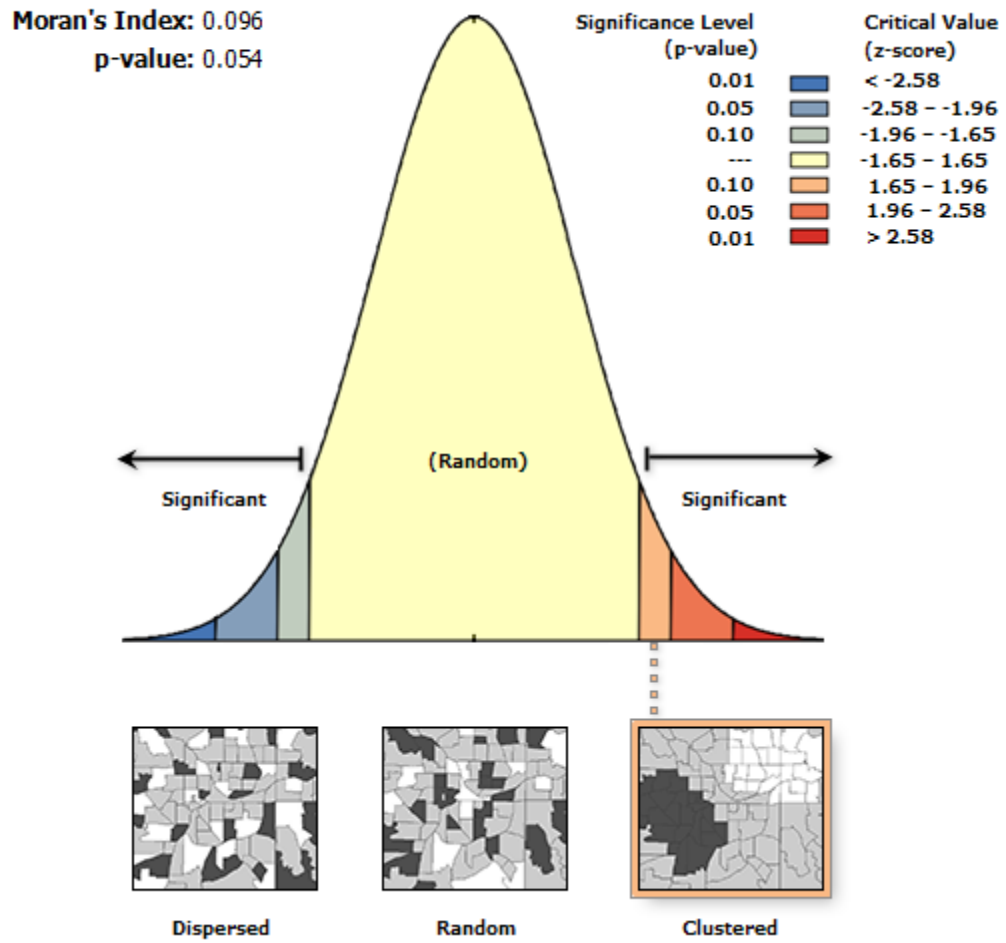 Moran's Index: 0.096
p-value: 0.054
Significance Level
(p-value)
Critical Value
(z-score)
0.01 < -2.58
0.05 -2.58 – -1.96
0.10 -1.96 – -1.65
--- -1.65 – 1.65
0.10 1.65 – 1.96
0.05 1.96 – 2.58
0.01 > 2.58
(Random)
Significant
Significant
Dispersed
Random
Clustered